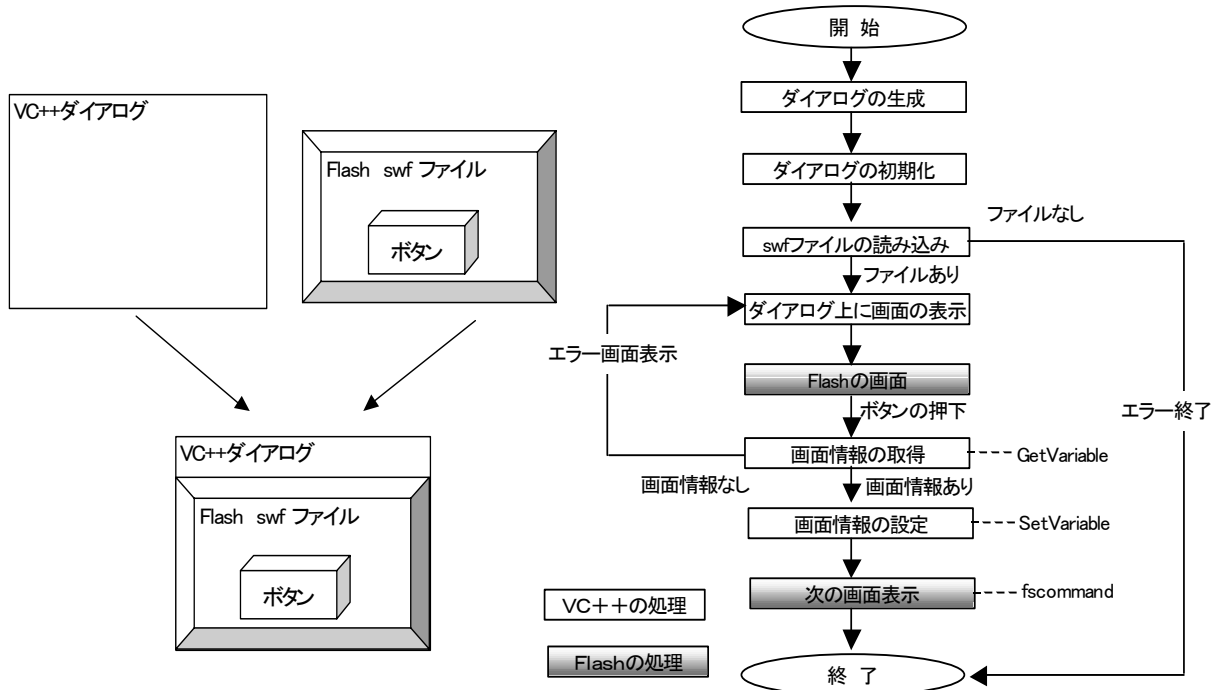 VC++ダイアログ
Flash swf ファイル
ボタン
VC++ダイアログ
Flash swf ファイル
ボタン
開 始
ダイアログの生成
ダイアログの初期化
swfファイルの読み込み
ファイルなし
ファイルあり
ダイアログ上に画面の表示
エラー画面表示
Flashの画面
ボタンの押下
エラー終了
画面情報の取得
GetVariable
画面情報なし
画面情報あり
画面情報の設定
SetVariable
次の画面表示
fscommand
終 了
VC++の処理
Flashの処理